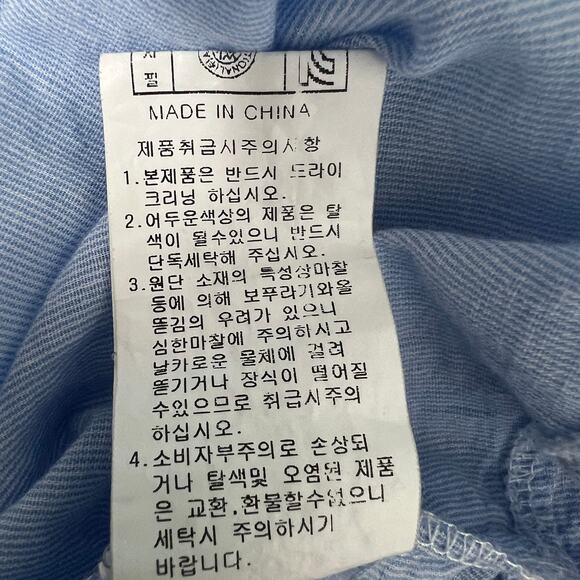 필
MADE IN CHINA
제품취급시주의사항
1.본제품은 반드시 드라이
크리닝 하십시오.
2.어두운색상의 제품은 탈
색이 될수있으니 반드시
단독세탁해 주십시오.
3.원단 소재의 특성상마찰
등에 의해 보푸라기와올
뜯김의 우려가 있으니
심한마찰에 주의하시고
날카로운 물체에 걸려
뜯기거나 장식이 떨어질
수있으므로 취급시주의
하십시오.
4.소비자부주의로 손상되
거나 탈색및 오염된 제품
은 교환,환불할수없으니
세탁시 주의하시기
바랍니다.